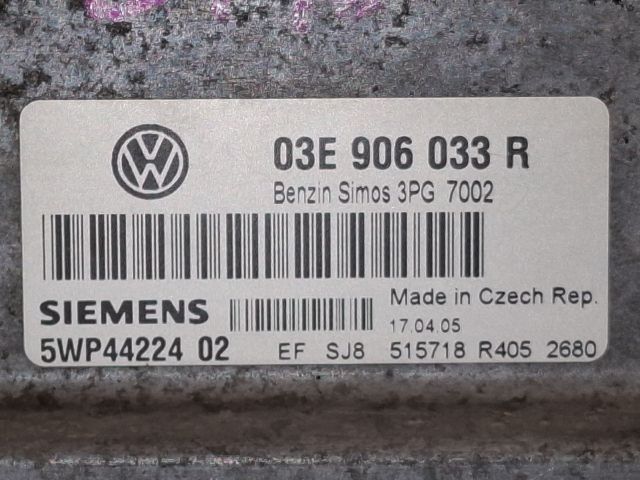 03E 906 033 R
Benzin Simos 3PG 7002
SIEMENS
Made in Czech Rep.
17.04.05
5WP44224 02
EF SJ8 515718 R405 2680